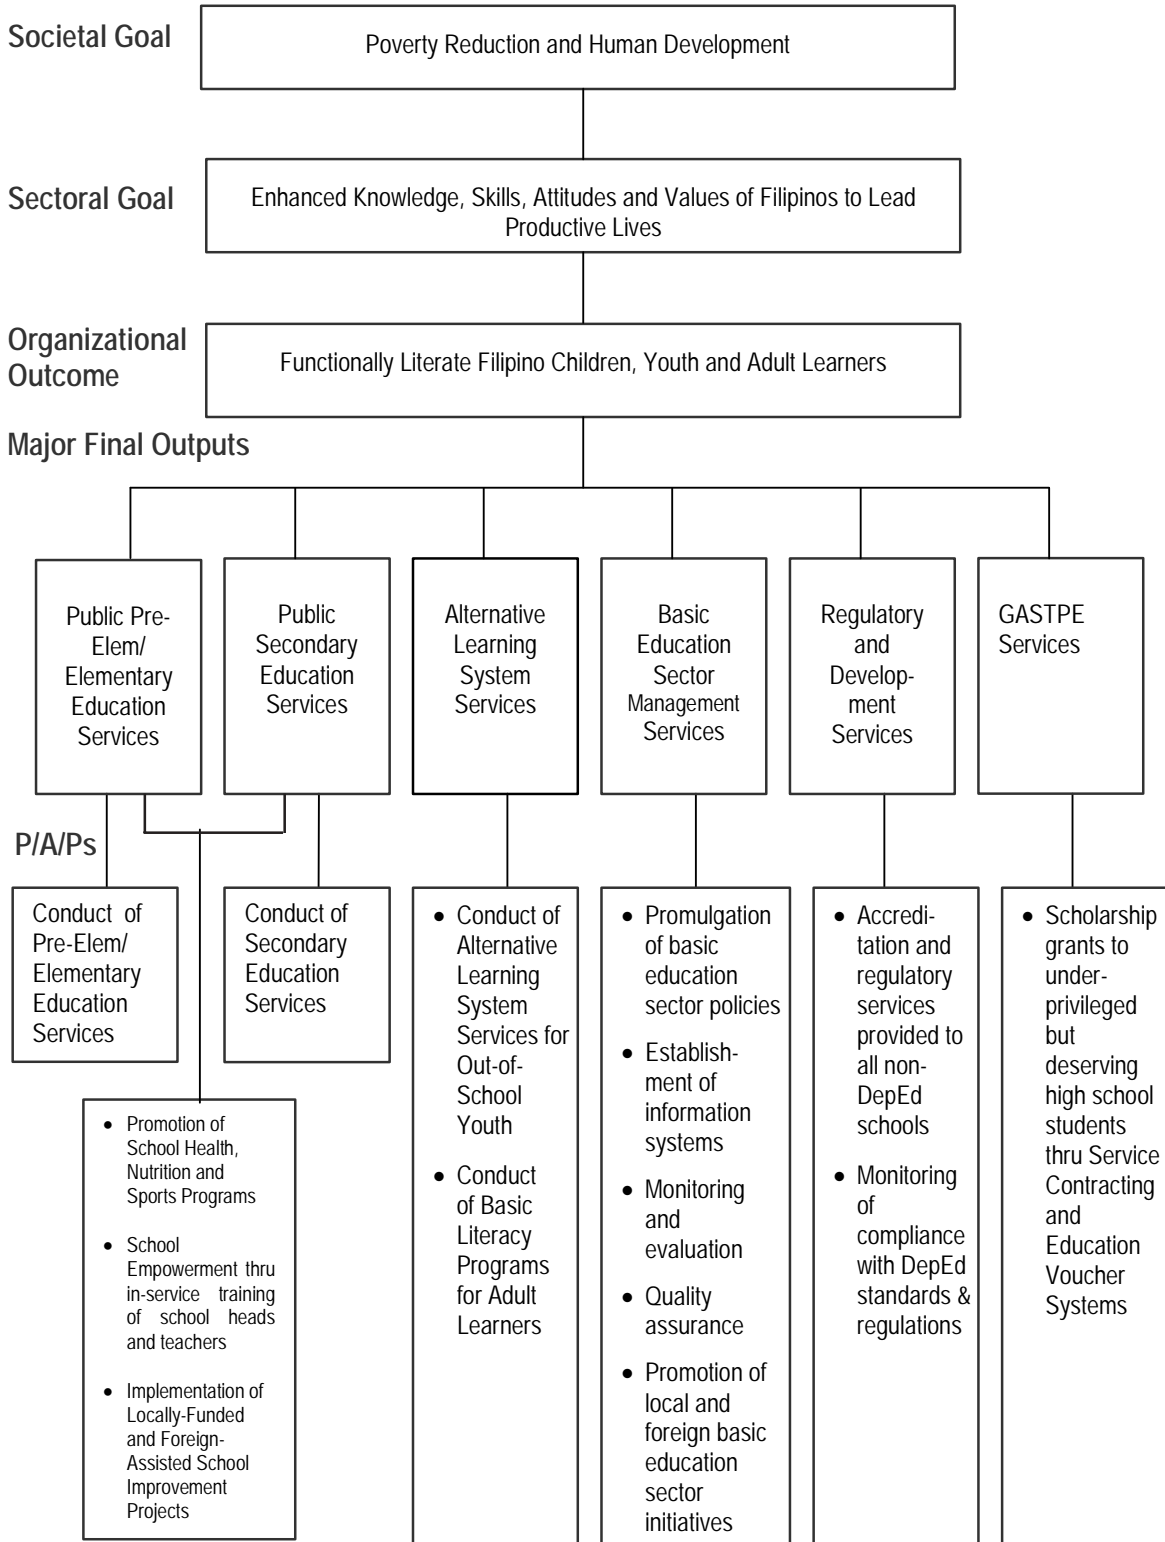 Societal Goal
Poverty Reduction and Human Development
Sectoral Goal
Enhanced Knowledge, Skills, Attitudes and Values of Filipinos to Lead
Productive Lives
Organizational
Outcome
Functionally Literate Filipino Children, Youth and Adult Learners
Major Final Outputs
Public Pre-
Elem/
Elementary
Education
Services
Public
Secondary
Education
Services
Alternative
Learning
System
Services
Basic
Education
Sector
Management
Services
Regulatory
and
Develop-
ment
Services
GASTPE
Services
P/A/Ps
Conduct of
Pre-Elem/
Elementary
Education
Services
Conduct of
Secondary
Education
Services
• Promotion of
School Health,
Nutrition and
Sports Programs
• School
Empowerment thru
in-service training
of school heads
and teachers
• Implementation of
Locally-Funded
and Foreign-
Assisted School
Improvement
Projects
• Conduct of
Alternative
Learning
System
Services for
Out-of-
School
Youth
• Conduct
of Basic
Literacy
Programs
for Adult
Learners
• Promulgation
of basic
education
sector policies
• Establish-
ment of
information
systems
• Monitoring
and
evaluation
• Quality
assurance
• Promotion of
local and
foreign basic
education
sector
initiatives
• Accredi-
tation and
regulatory
services
provided to
all non-
DepEd
schools
• Monitoring
of
compliance
with DepEd
standards &
regulations
• Scholarship
grants to
under-
privileged
but
deserving
high school
students
thru Service
Contracting
and
Education
Voucher
Systems